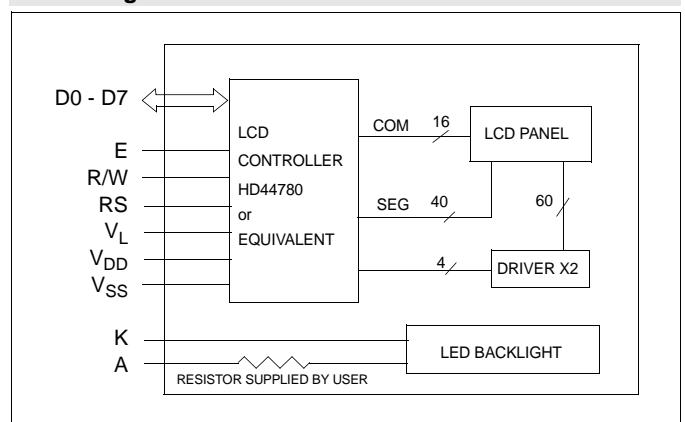 D0 - D7
E
R/W
RS
VL
VDD
VSS
K
A
LCD
CONTROLLER
HD44780
or
EQUIVALENT
COM 16
SEG 40
4
60
LCD PANEL
DRIVER X2
LED BACKLIGHT
RESISTOR SUPPLIED BY USER